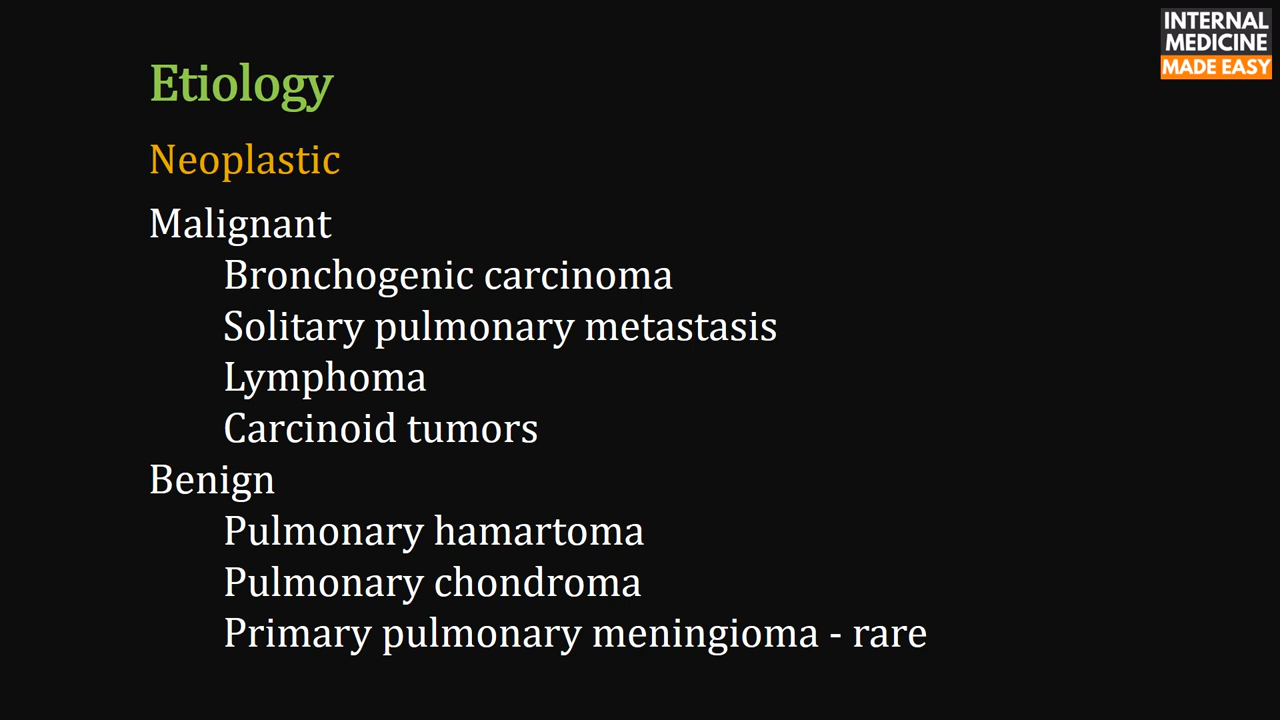 INTERNAL
MEDICINE
MADE EASY
Etiology
Neoplastic
Malignant
Bronchogenic carcinoma
Solitary pulmonary metastasis
Lymphoma
Carcinoid tumors
Benign
Pulmonary hamartoma
Pulmonary chondroma
Primary pulmonary meningioma - rare